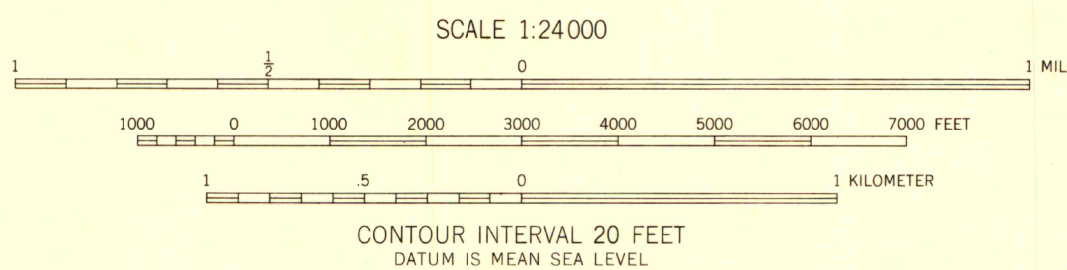 SCALE 1:24000
1 1/2 0 1 MIL
1000 0 1000 2000 3000 4000 5000 6000 7000 FEET
1 .5 0 1 KILOMETER
CONTOUR INTERVAL 20 FEET
DATUM IS MEAN SEA LEVEL